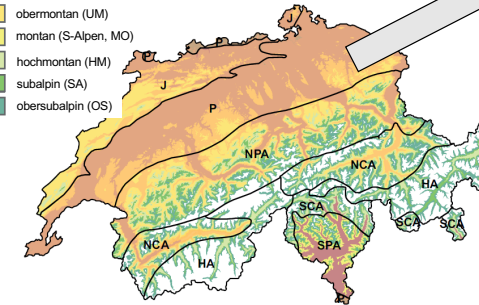 obermontan (UM)
montan (S-Alpen, MO)
hochmontan (HM)
subalpin (SA)
obersubalpin (OS)
J
P
J
P
NPA
NCA
HA
SCA
SCA
SCA
SPA
NCA
HA